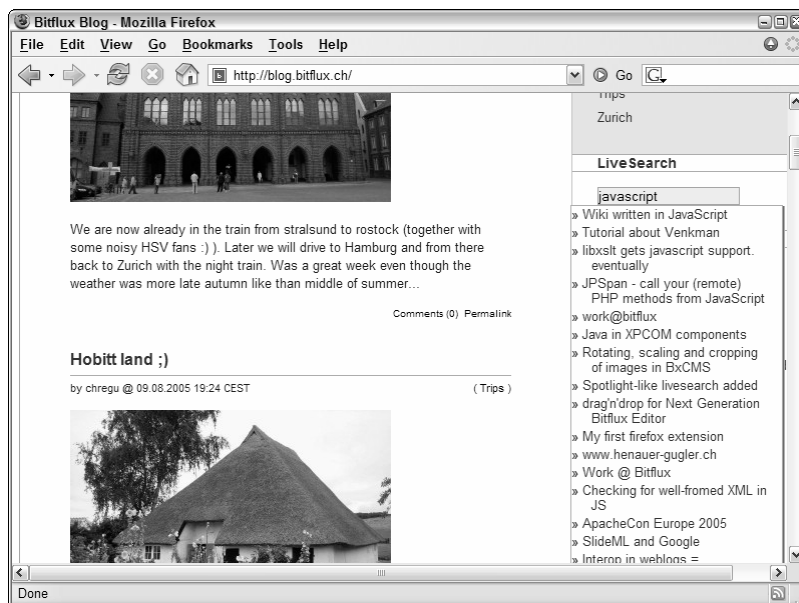 Bitflux Blog - Mozilla Firefox
File Edit View Go Bookmarks Tools Help
http://blog.bitflux.ch/
Go
G
Trips
Zurich
LiveSearch
javascript
» Wiki written in JavaScript
» Tutorial about Venkman
» libxslt gets javascript support.
eventually
» JPSpan - call your (remote)
PHP methods from JavaScript
» work@bitflux
» Java in XPCOM components
» Rotating, scaling and cropping
of images in BxCMS
» Spotlight-like livesearch added
» drag'n'drop for Next Generation
Bitflux Editor
» My first firefox extension
» www.henauer-gugler.ch
» Work @ Bitflux
» Checking for well-fromed XML in
JS
» ApacheCon Europe 2005
» SlideML and Google
» Interop in weblogs =
We are now already in the train from stralsund to rostock (together with
some noisy HSV fans :) ). Later we will drive to Hamburg and from there
back to Zurich with the night train. Was a great week even though the
weather was more late autumn like than middle of summer...
Comments (0) Permalink
Hobitt land ;)
by chregu @ 09.08.2005 19:24 CEST
( Trips )
Done